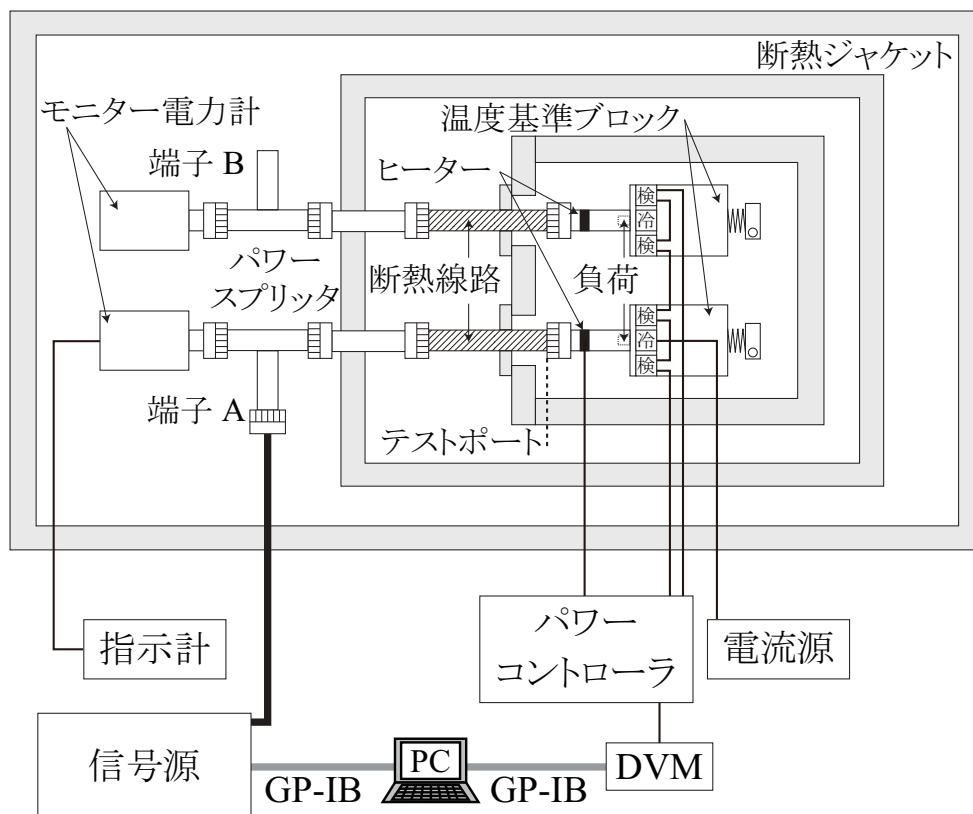 断熱ジャケット
モニター電力計
温度基準ブロック
端子 B
ヒーター
検
冷
検
パワー
スプリッタ
断熱線路
負荷
検
冷
検
端子 A
テストポート
指示計
パワー
コントローラ
電流源
信号源
PC
GP-IB
GP-IB
DVM